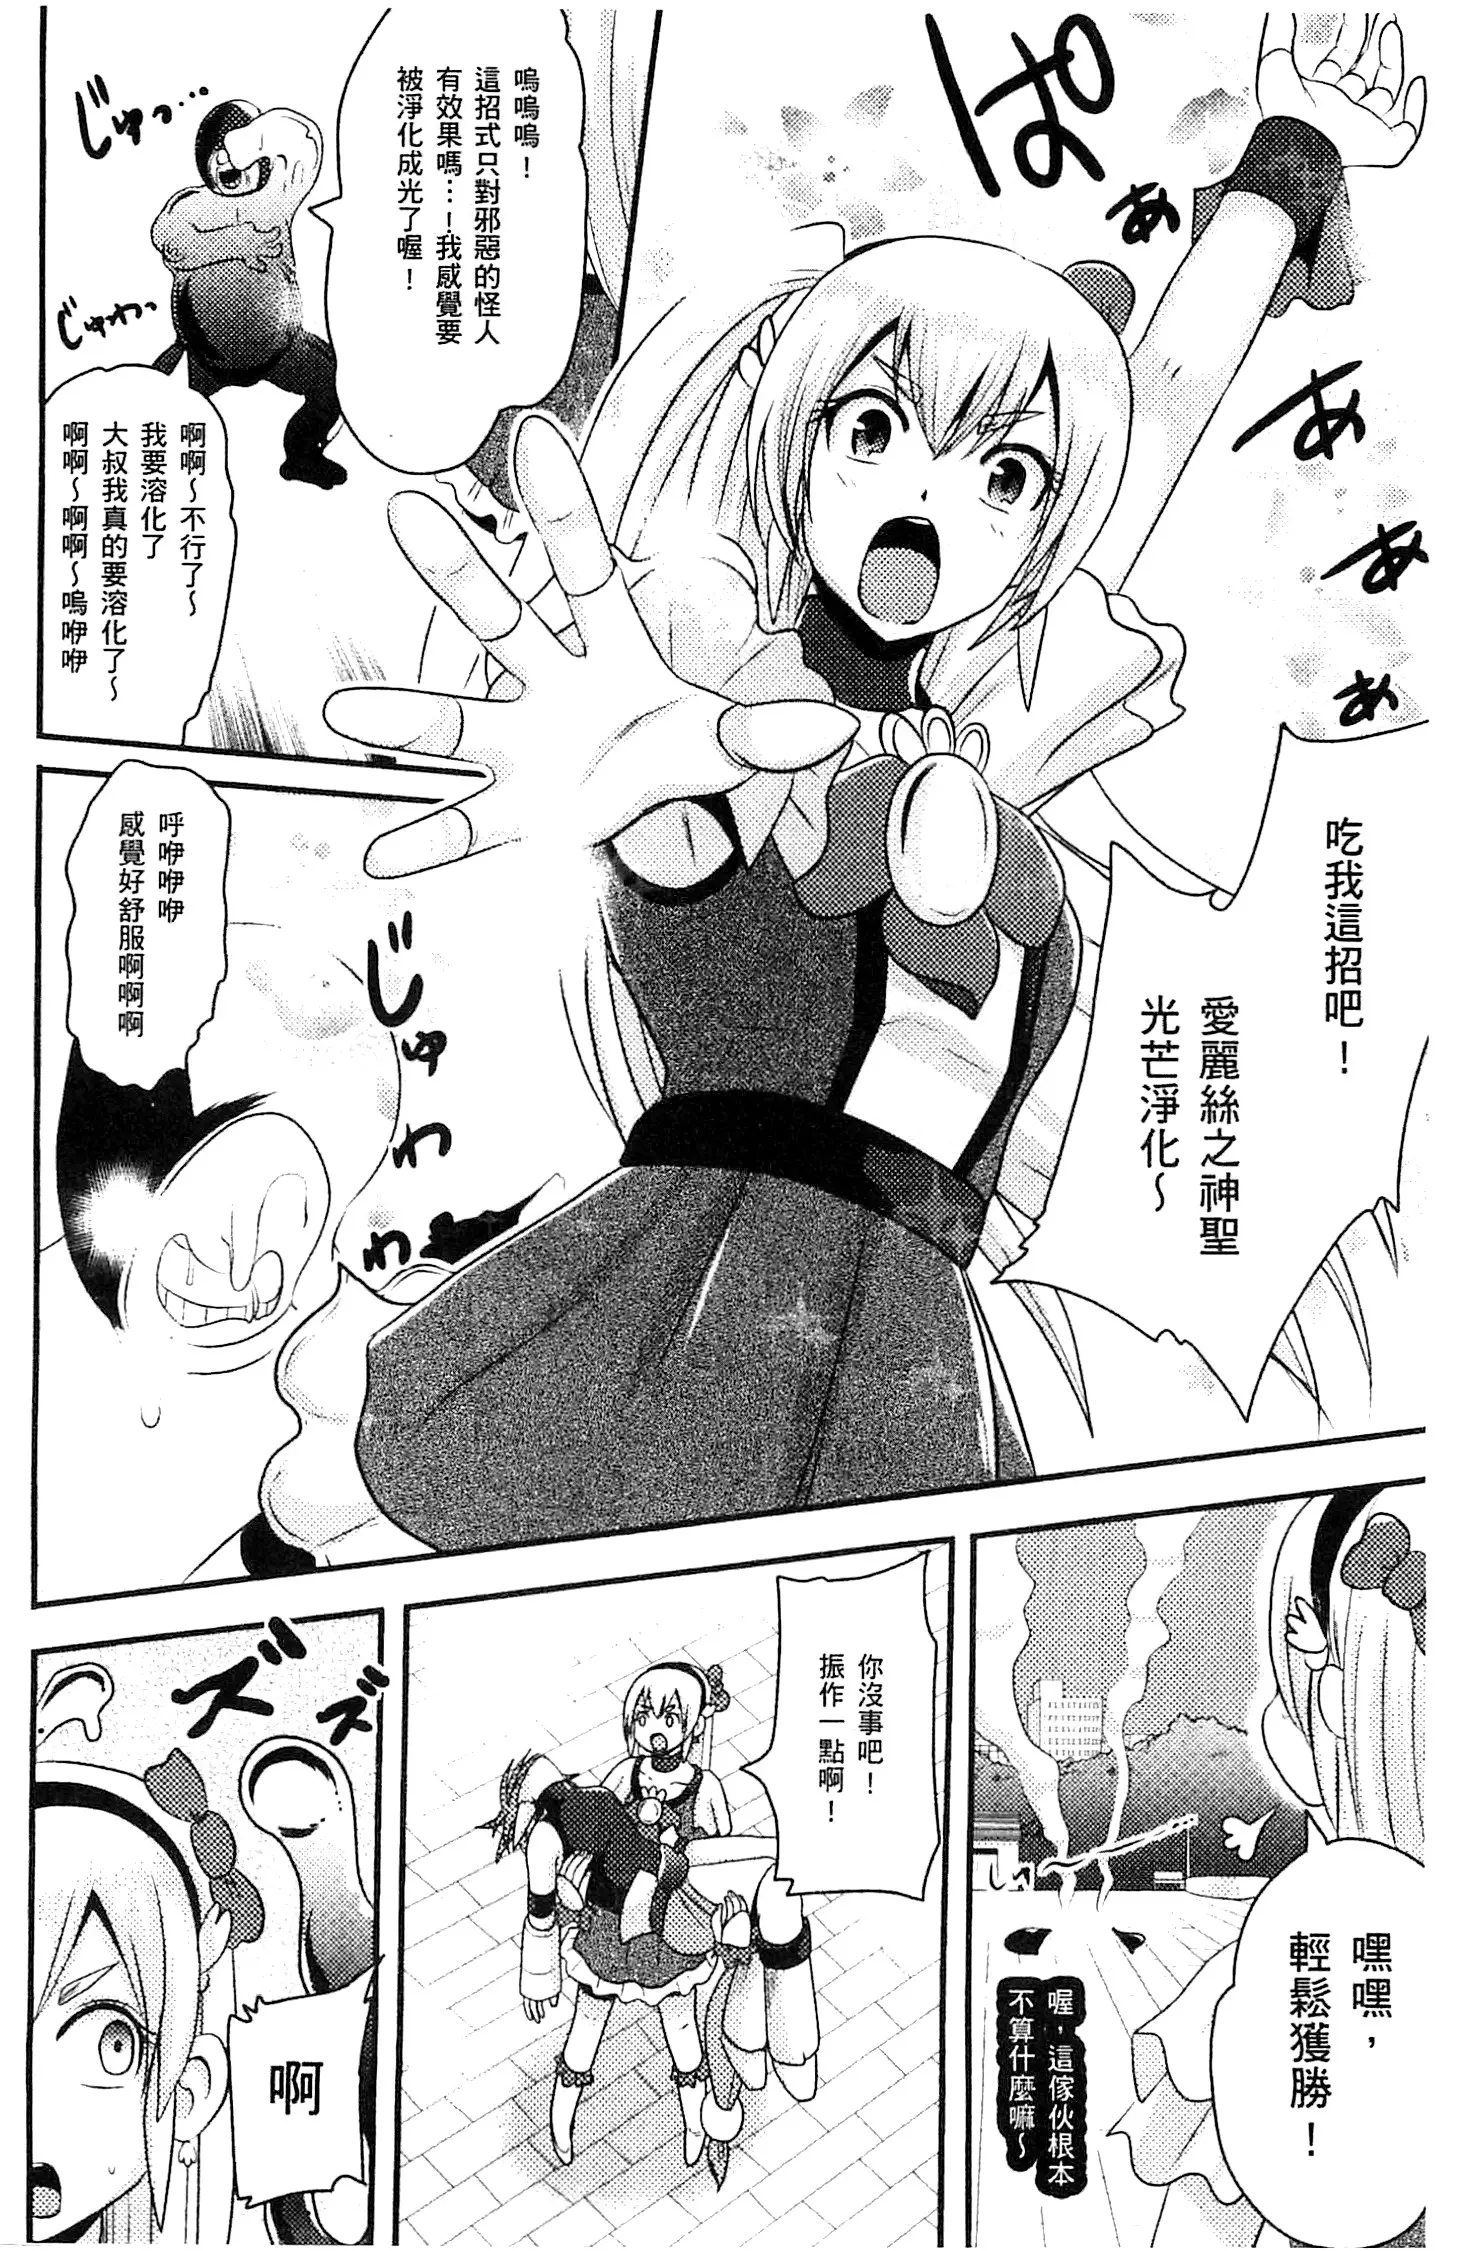 ぱ
ぁ
あ
あ
ぁ
吃我這招吧！
愛麗絲之神聖
光芒淨化～
嗚嗚嗚！
這招式只對邪惡的怪人
有效果嗎…！我感覺要
被淨化成光了喔！
じゅっ…
じゅわっ
啊啊～不行了～
我要溶化了
大叔我真的要溶化了～
啊啊～啊啊～嗚咿咿
じゅわわ
呼咿咿咿
感覺好舒服啊啊啊
嘿嘿，
輕鬆獲勝！
喔，這傢伙根本
不算什麼嘛～
你沒事吧！
振作一點啊！
ズ
ズ
啊